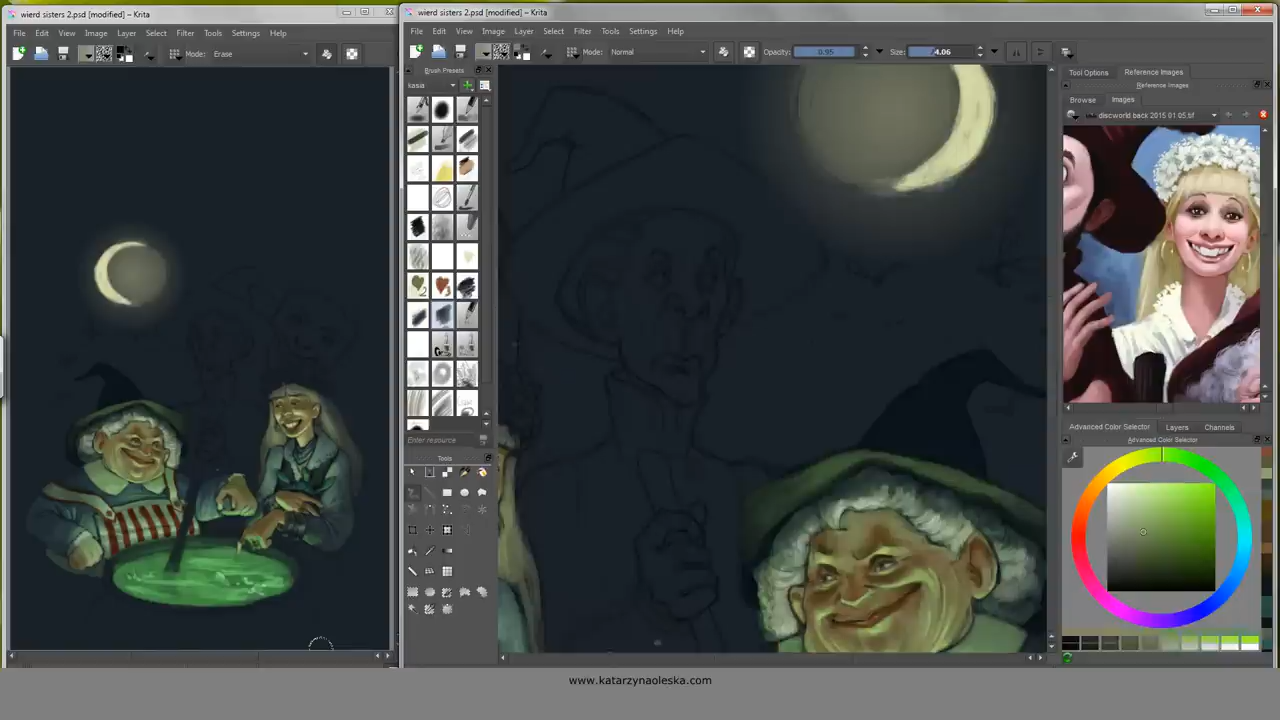 wierd sisters 2.psd [modified] - Krita
File Edit View Image Layer Select Filter Tools Settings Help
Mode: Erase
wierd sisters 2.psd [modified] - Krita
File Edit View Image Layer Select Filter Tools Settings Help
Mode: Normal Opacity: 0.95 Size: 4.06
Brush Presets
kasia
Enter resource
Tools
Tool Options Reference Images
Reference Images
Browse Images
discworld back 2015 01 05.tif
Advanced Color Selector Layers Channels
Advanced Color Selector
www.katarzynaoleska.com